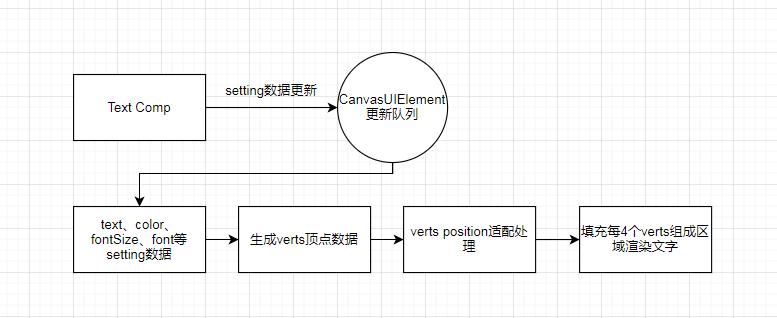 Text Comp
setting数据更新
CanvasUIElement
更新队列
text、color、
fontSize、font等
setting数据
生成verts顶点数据
verts position适配处
理
填充每4个verts组成区
域渲染文字